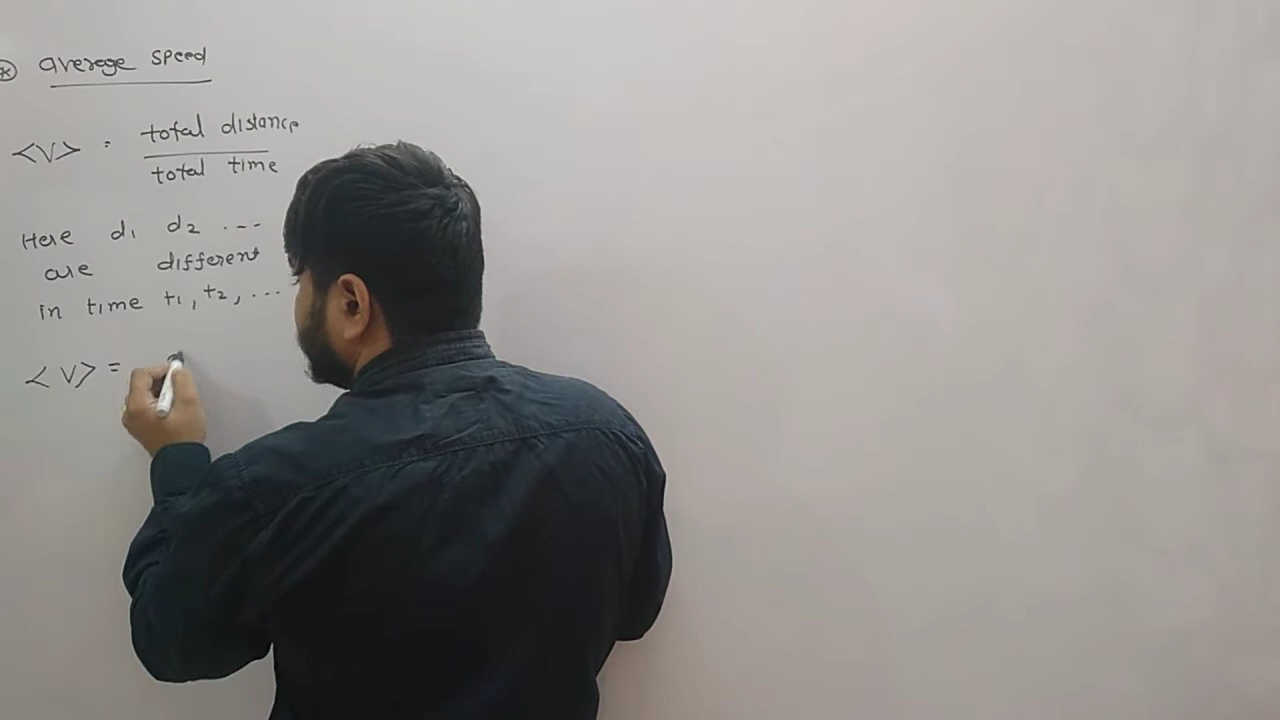 * average speed
<V> = total distance
total time
Here d1 d2 ...
are different
in time t1, t2, ...
<V> =